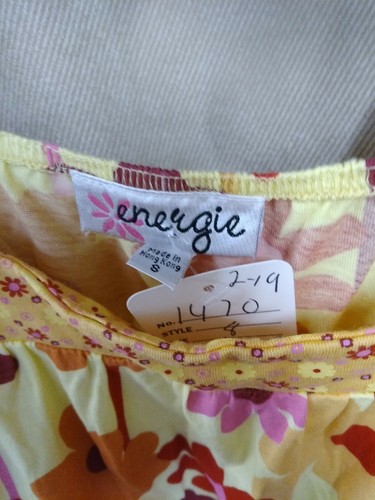 energie
Made in
Hong Kong
S
2-19
No. 1470
STYLE 4